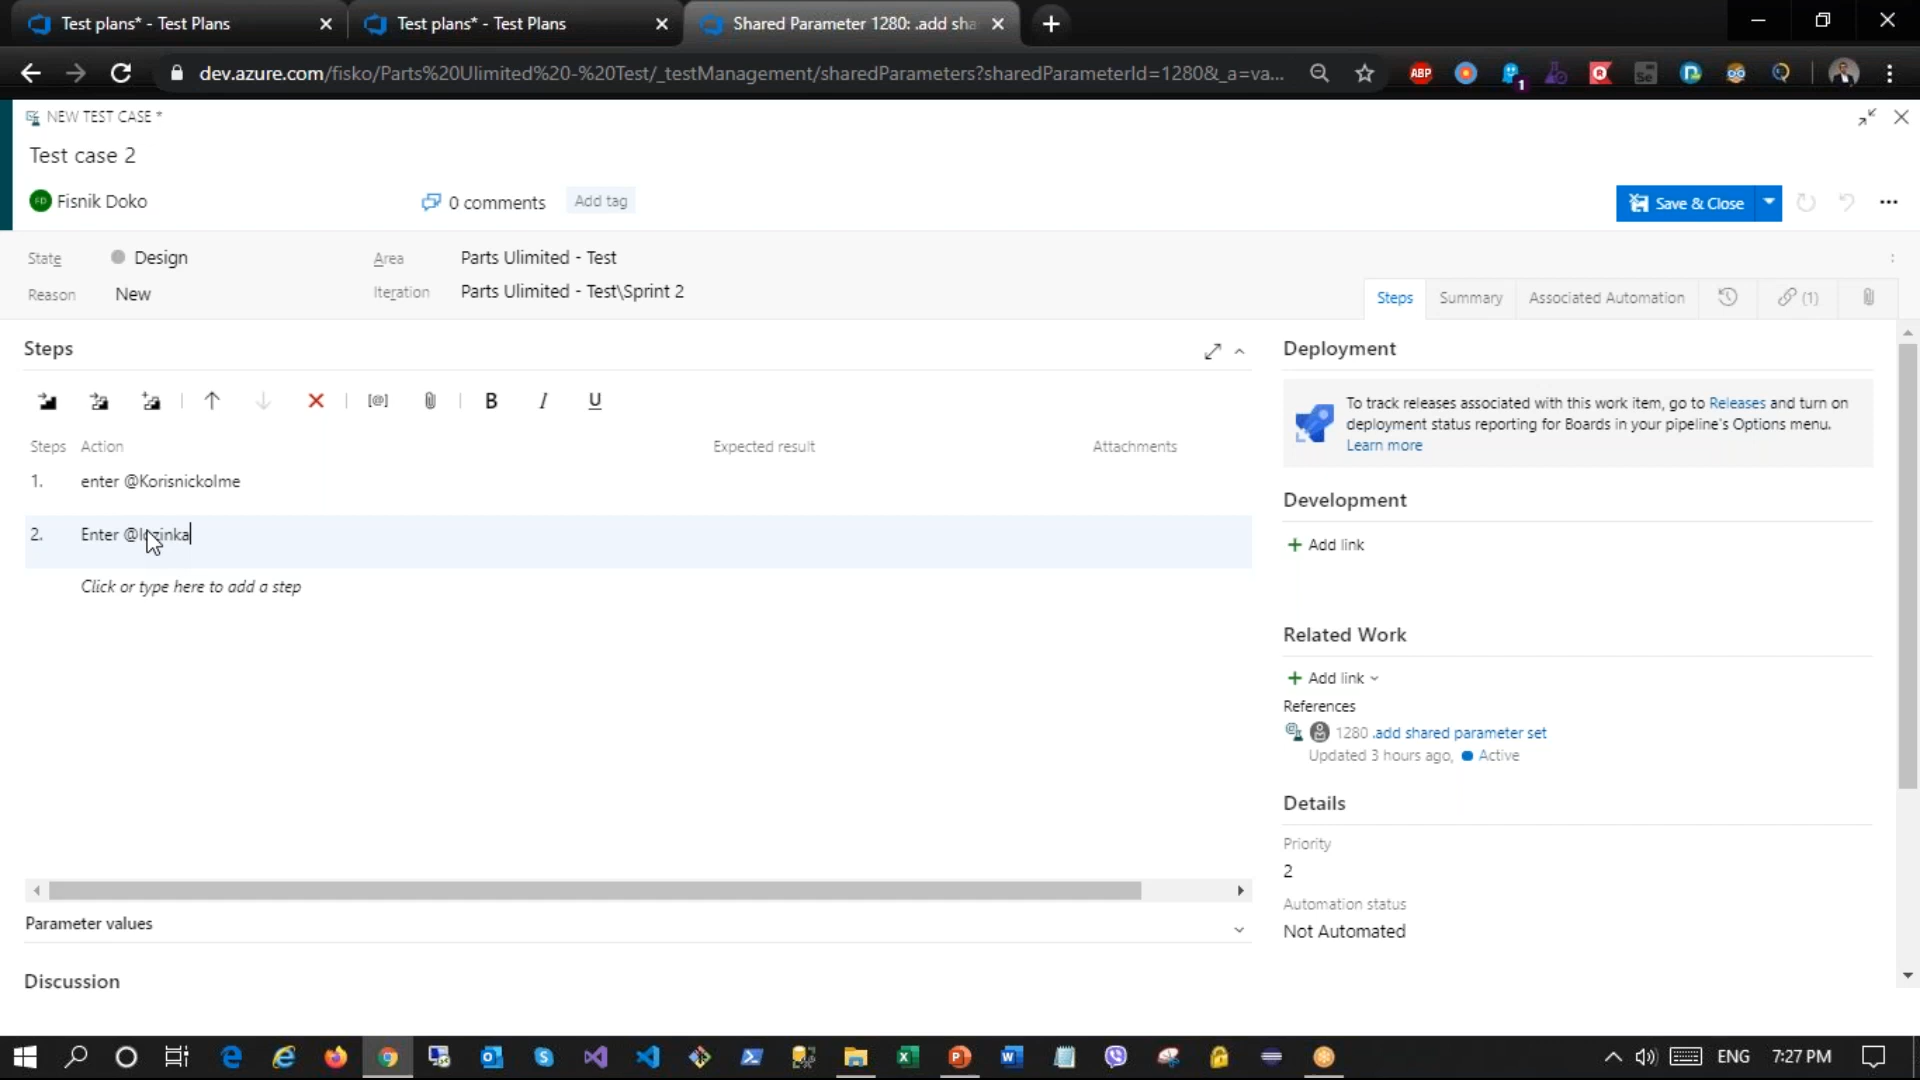 Test plans* - Test Plans
Test plans* - Test Plans
Shared Parameter 1280: .add sha
dev.azure.com/fisko/Parts%20Ulimited%20-%20Test/_testManagement/sharedParameters?sharedParameterId=1280&_a=va...
ABP
1
NEW TEST CASE *
Test case 2
FD
Fisnik Doko
0 comments
Add tag
Save & Close
State
Design
Area
Parts Ulimited - Test
Reason
New
Iteration
Parts Ulimited - Test\Sprint 2
Steps
Summary
Associated Automation
(1)
Steps
B
I
U
Steps
Action
Expected result
Attachments
1.
enter @KorisnickoIme
2.
Enter
Click or type here to add a step
Parameter values
Discussion
Deployment
To track releases associated with this work item, go to Releases and turn on
deployment status reporting for Boards in your pipeline's Options menu.
Learn more
Development
Add link
Related Work
Add link
References
1280 .add shared parameter set
Updated 3 hours ago,
Active
Details
Priority
2
Automation status
Not Automated
ENG
7:27 PM